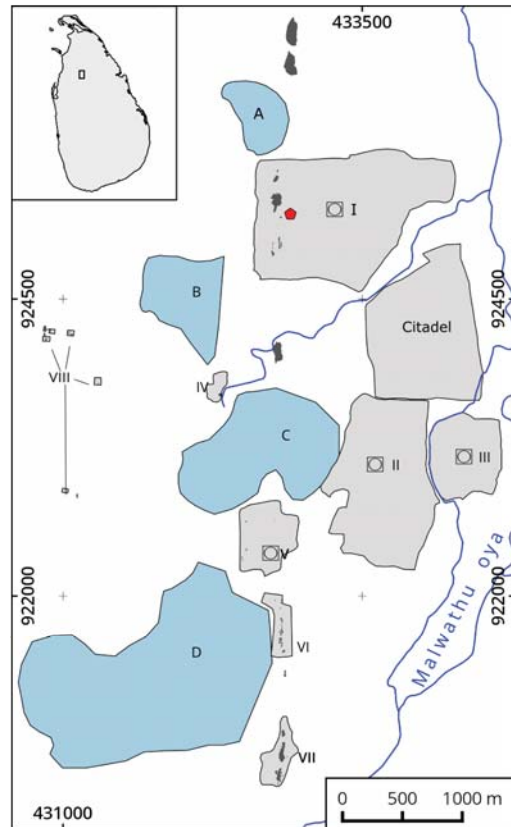 433500
A
I
924500
924500
B
Citadel
VIII
IV
C
II
III
V
922000
922000
Malwathu oya
D
VI
VII
431000
0 500 1000 m